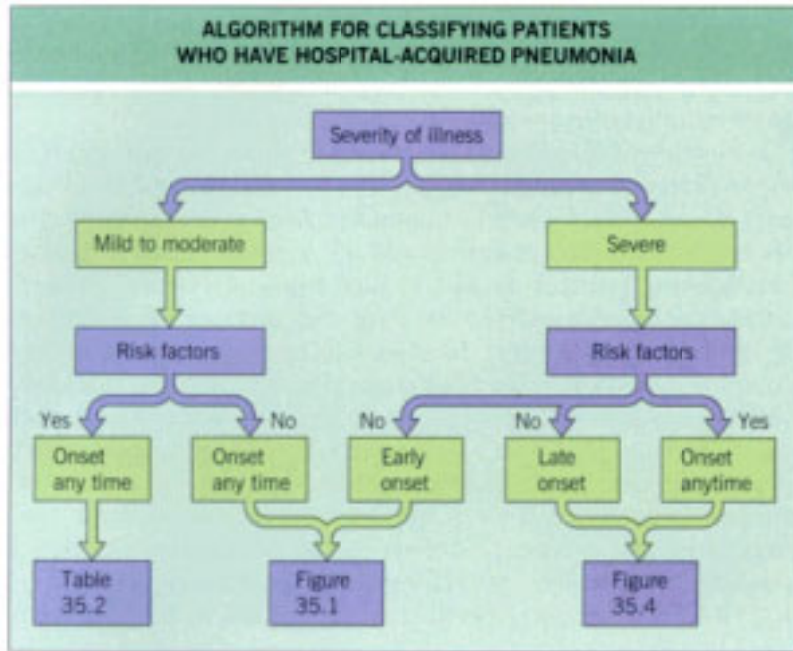 ALGORITHM FOR CLASSIFYING PATIENTS
WHO HAVE HOSPITAL-ACQUIRED PNEUMONIA
Severity of illness
Mild to moderate
Severe
Risk factors
Risk factors
Yes
No
No
No
Yes
Onset
any time
Onset
any time
Early
onset
Late
onset
Onset
anytime
Table
35.2
Figure
35.1
Figure
35.4